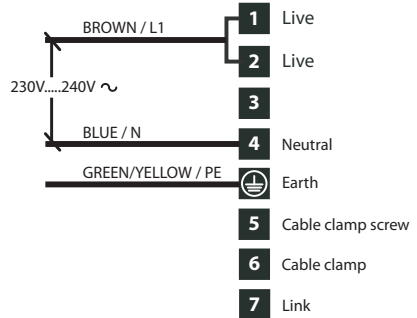 BROWN / L1
1 Live
2 Live
230V.....240V ∿
3
BLUE / N
4 Neutral
GREEN/YELLOW / PE
Earth
5 Cable clamp screw
6 Cable clamp
7 Link